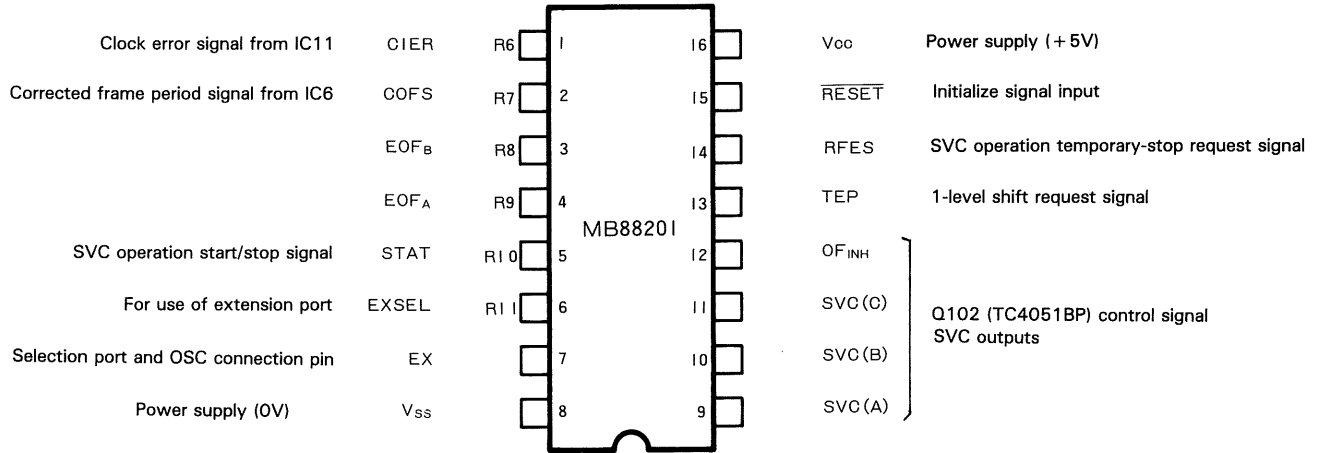 Clock error signal from IC11 CIER R6 1 16 Vcc Power supply (+5V)
Corrected frame period signal from IC6 COFS R7 2 15 RESET Initialize signal input
EOFB R8 3 14 RFES SVC operation temporary-stop request signal
EOFA R9 4 13 TEP 1-level shift request signal
MB88201
SVC operation start/stop signal STAT R10 5 12 OFINH
For use of extension port EXSEL R11 6 11 SVC(C)
Q102 (TC4051BP) control signal
SVC outputs
Selection port and OSC connection pin EX 7 10 SVC(B)
Power supply (0V) Vss 8 9 SVC(A)